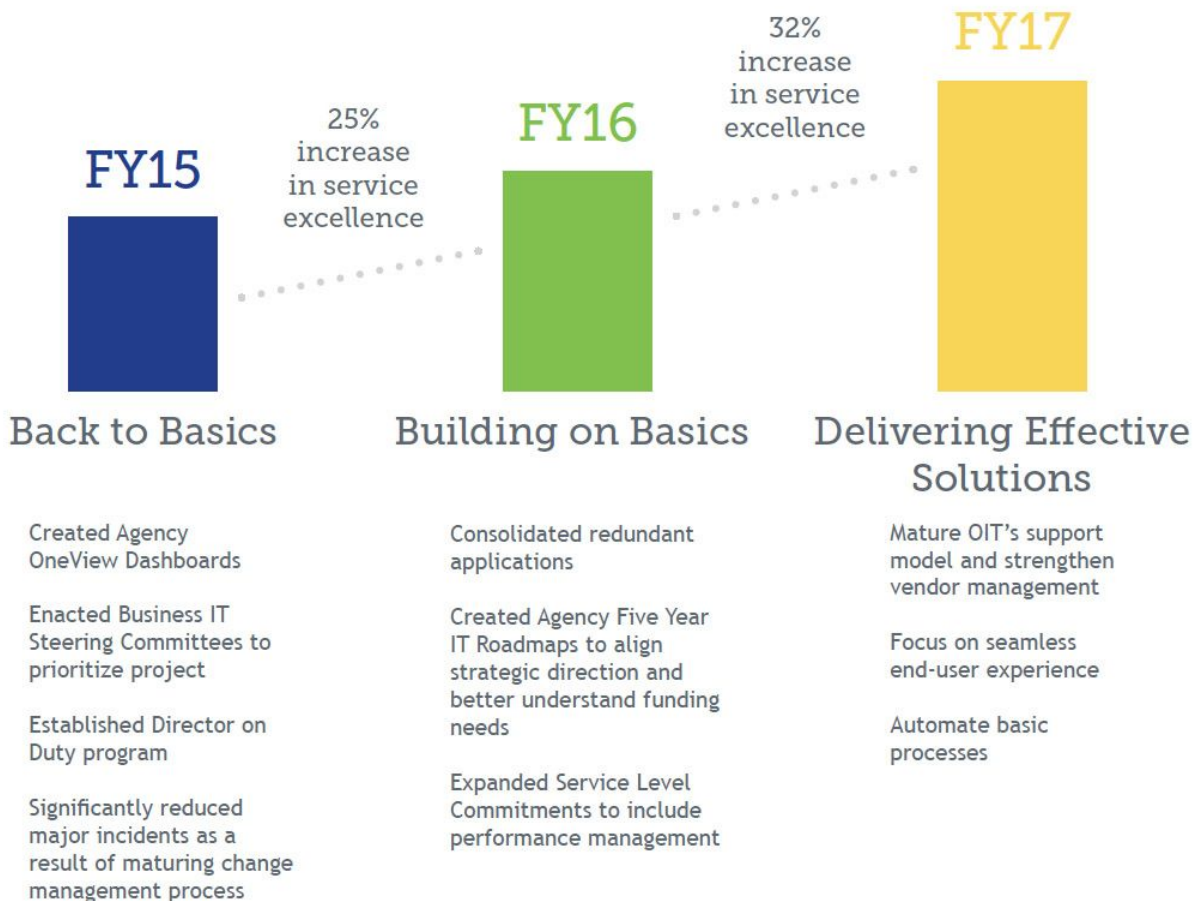 FY15
25%
increase
in service
excellence
FY16
32%
increase
in service
excellence
FY17
Back to Basics
Created Agency
OneView Dashboards
Enacted Business IT
Steering Committees to
prioritize project
Established Director on
Duty program
Significantly reduced
major incidents as a
result of maturing change
management process
Building on Basics
Consolidated redundant
applications
Created Agency Five Year
IT Roadmaps to align
strategic direction and
better understand funding
needs
Expanded Service Level
Commitments to include
performance management
Delivering Effective
Solutions
Mature OIT’s support
model and strengthen
vendor management
Focus on seamless
end-user experience
Automate basic
processes